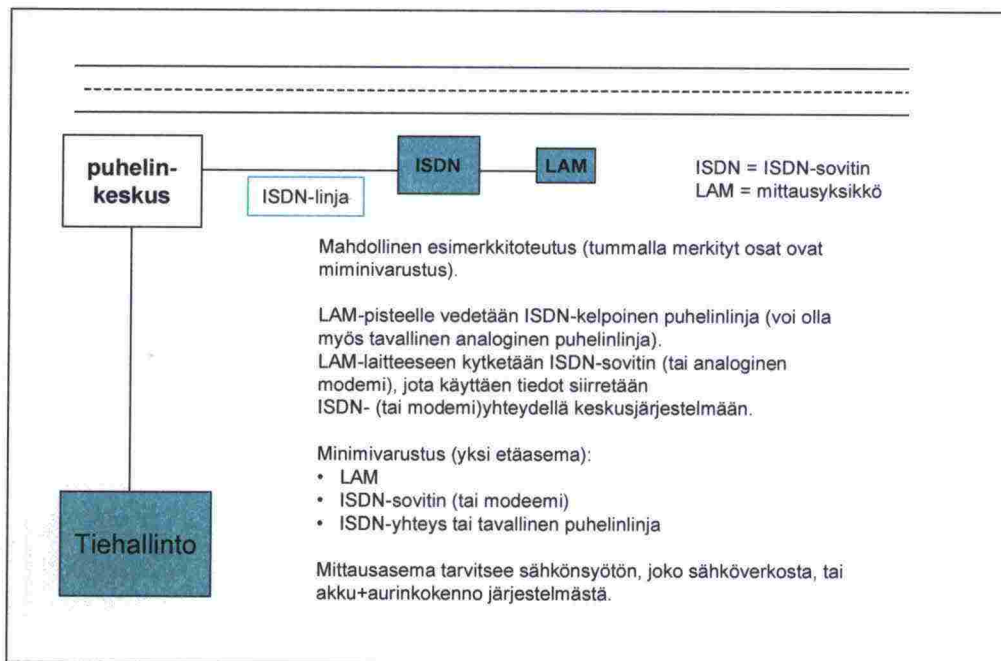 puhelin-
keskus
ISDN-linja
ISDN
LAM
ISDN = ISDN-sovitin
LAM = mittausyksikkö
Mahdollinen esimerkkitoteutus (tummalla merkityt osat ovat
miminivarustus).
LAM-pisteelle vedetään ISDN-kelpoinen puhelinlinja (voi olla
myös tavallinen analoginen puhelinlinja).
LAM-laitteeseen kytketään ISDN-sovitin (tai analoginen
modemi), jota käyttäen tiedot siirretään
ISDN- (tai modemi)yhteydellä keskusjärjestelmään.
Minimivarustus (yksi etäasema):
• LAM
• ISDN-sovitin (tai modeemi)
• ISDN-yhteys tai tavallinen puhelinlinja
Tiehallinto
Mittausasema tarvitsee sähkönsyötön, joko sähköverkosta, tai
akku+aurinkokenno järjestelmästä.